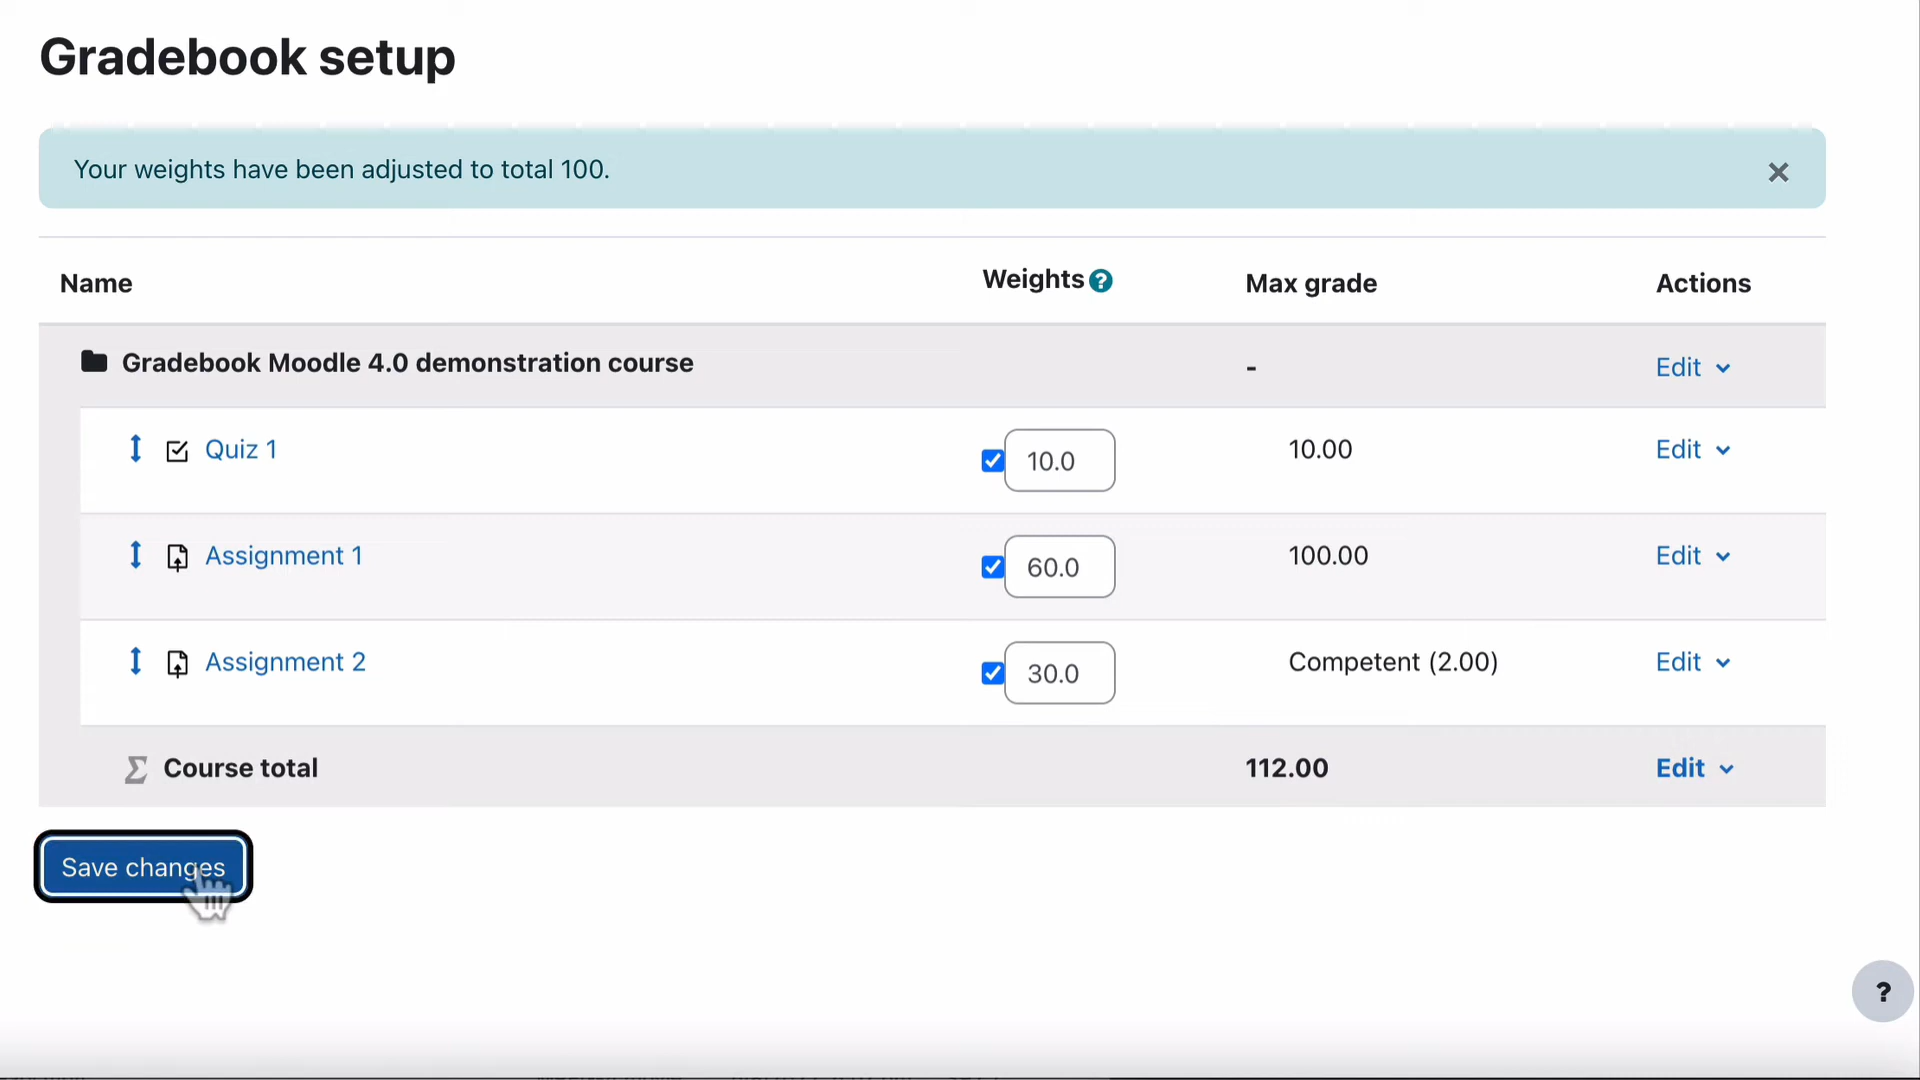 Gradebook setup
Your weights have been adjusted to total 100.
Name Weights ? Max grade Actions
Gradebook Moodle 4.0 demonstration course - Edit
Quiz 1 10.0 10.00 Edit
Assignment 1 60.0 100.00 Edit
Assignment 2 30.0 Competent (2.00) Edit
Σ Course total 112.00 Edit
Save changes
?